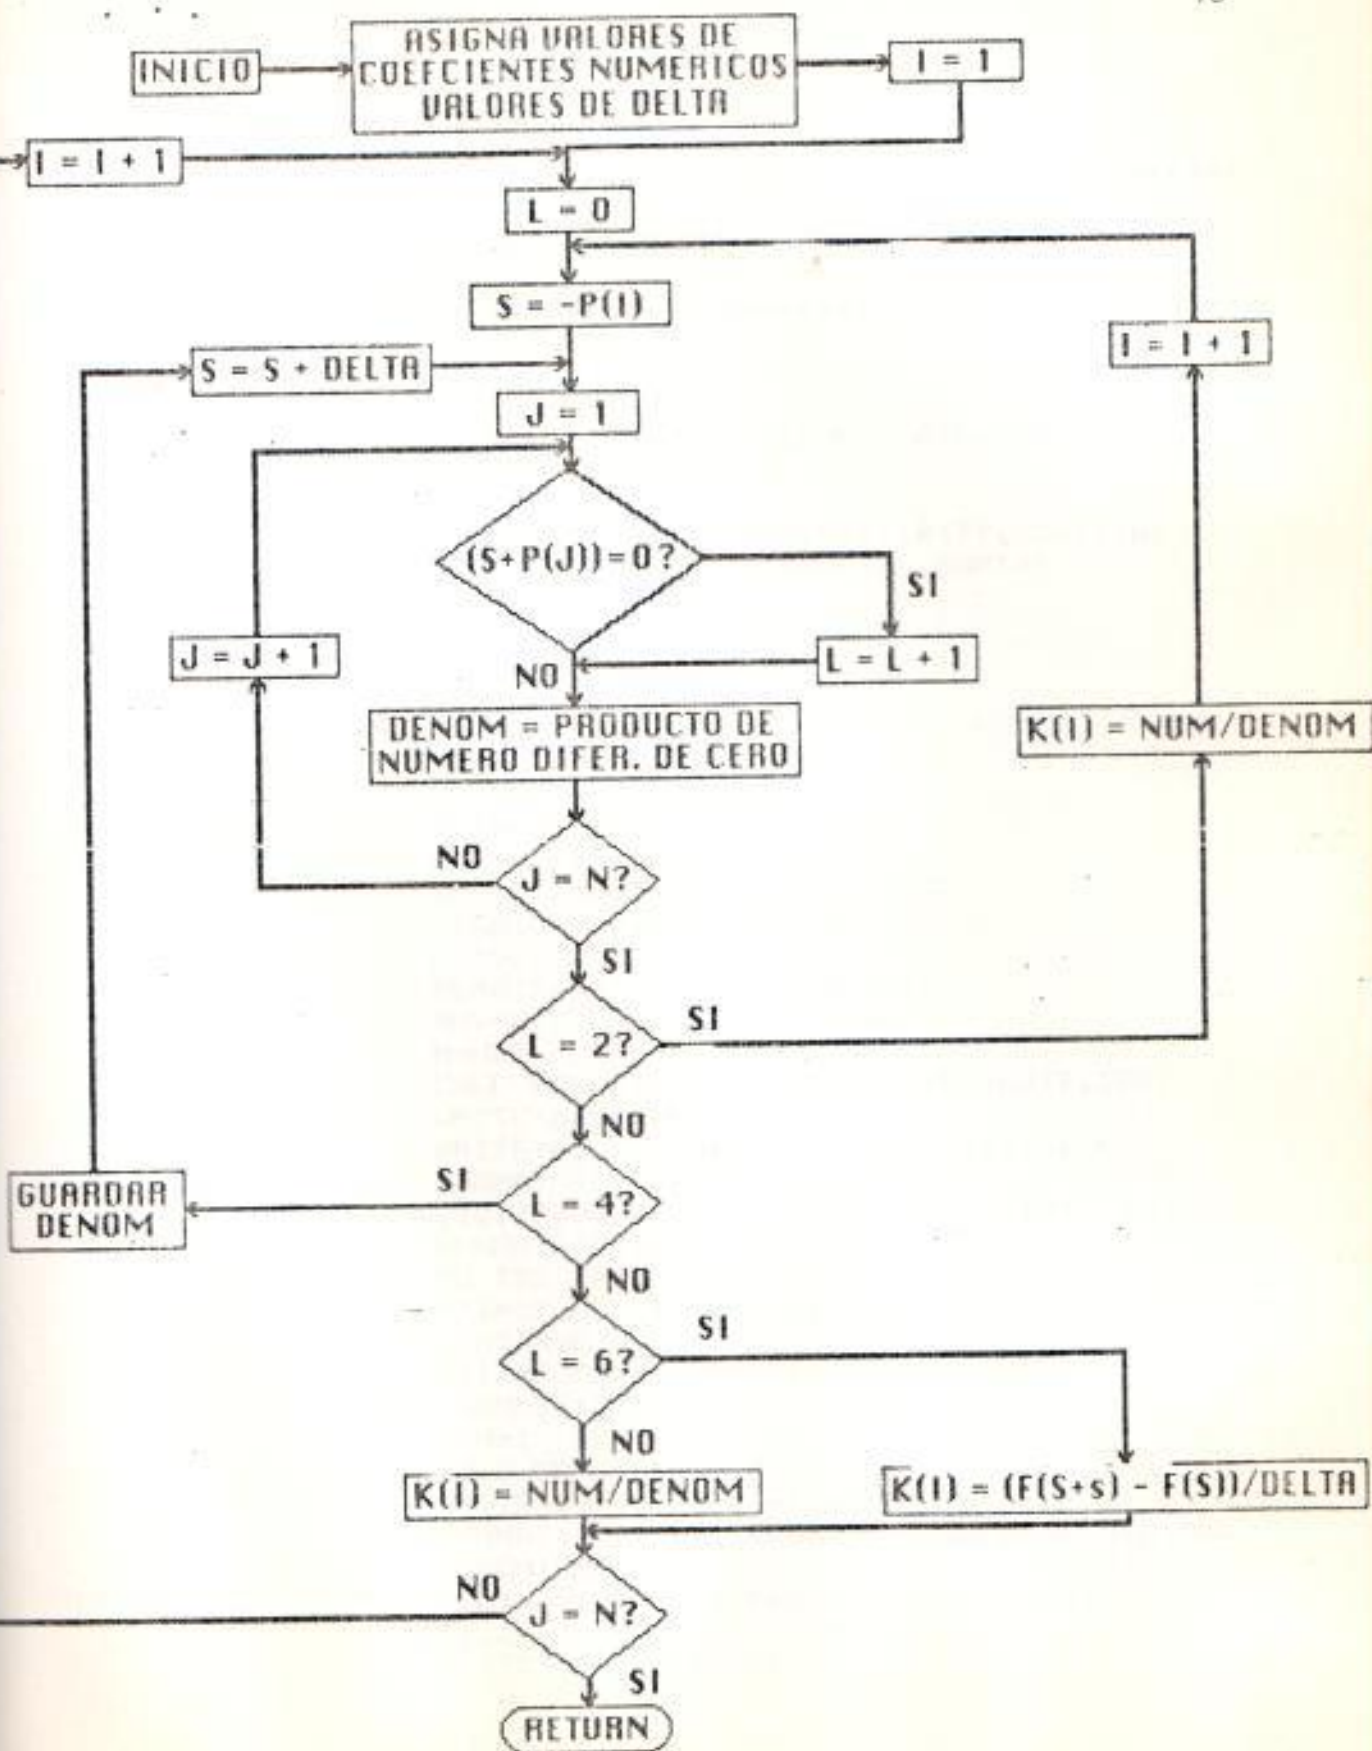 INICIO
ASIGNA VALORES DE
COEFCIENTES NUMERICOS
VALORES DE DELTA
I = 1
I = I + 1
L = 0
S = -P(I)
I = I + 1
S = S + DELTA
J = 1
(S+P(J))=0?
SI
J = J + 1
L = L + 1
NO
DENOM = PRODUCTO DE
NUMERO DIFER. DE CERO
K(I) = NUM/DENOM
NO
J = N?
SI
L = 2?
SI
NO
GUARDAR
DENOM
SI
L = 4?
NO
SI
L = 6?
NO
K(I) = NUM/DENOM
K(I) = (F(S+s) - F(S))/DELTA
NO
J = N?
SI
RETURN